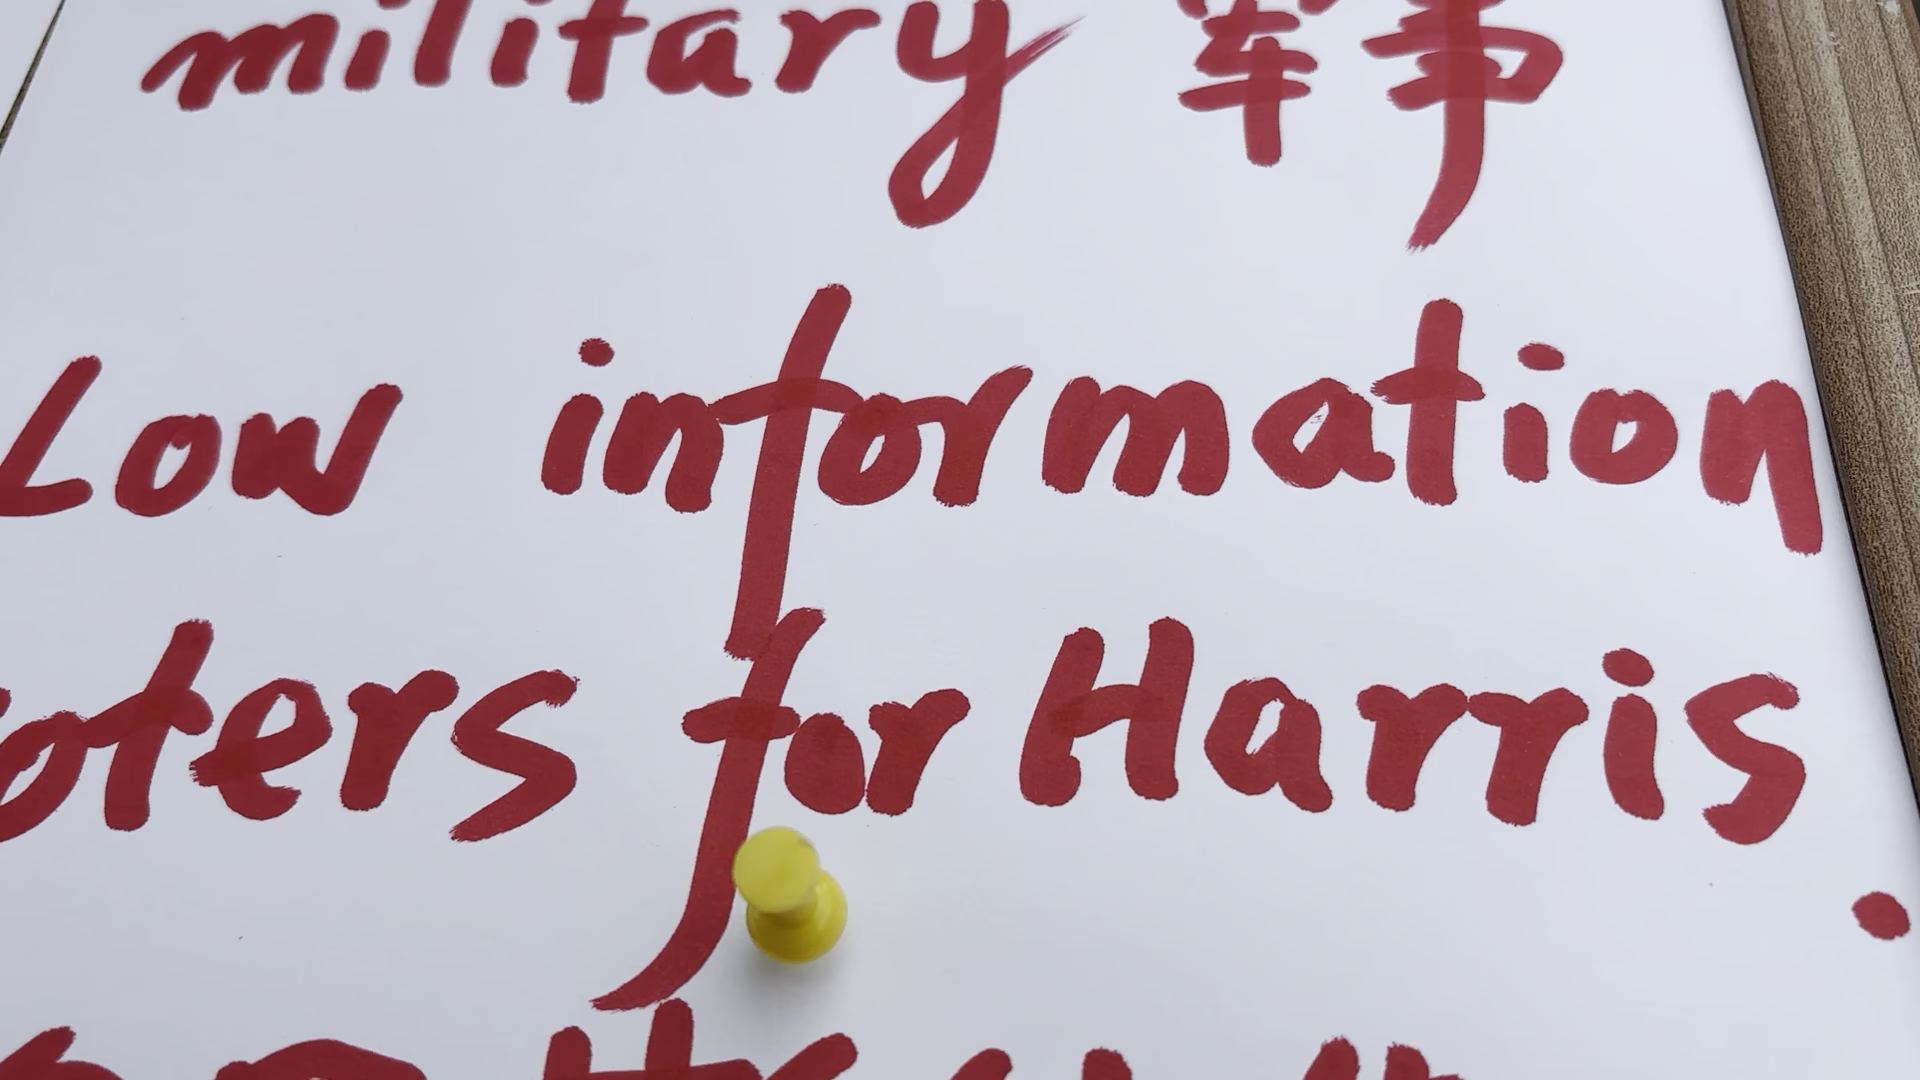 military 军事
Low information
oters for Harris.